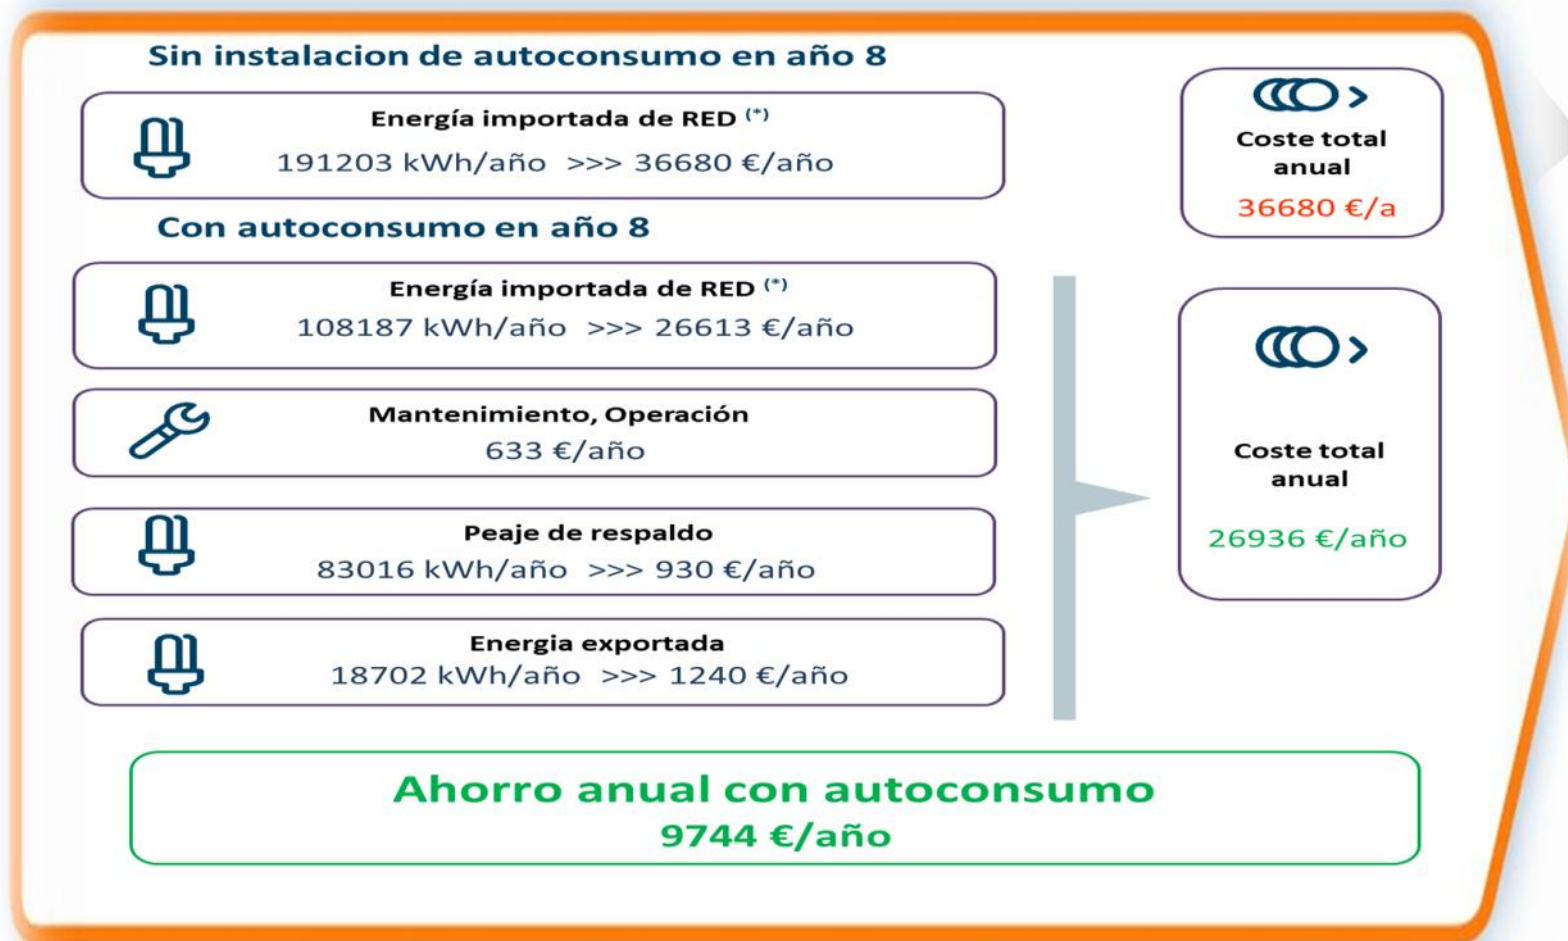 Sin instalacion de autoconsumo en año 8
Energía importada de RED (*)
191203 kWh/año >>> 36680 €/año
Coste total
anual
36680 €/a
Con autoconsumo en año 8
Energía importada de RED (*)
108187 kWh/año >>> 26613 €/año
Mantenimiento, Operación
633 €/año
Peaje de respaldo
83016 kWh/año >>> 930 €/año
Energia exportada
18702 kWh/año >>> 1240 €/año
Coste total
anual
26936 €/año
Ahorro anual con autoconsumo
9744 €/año